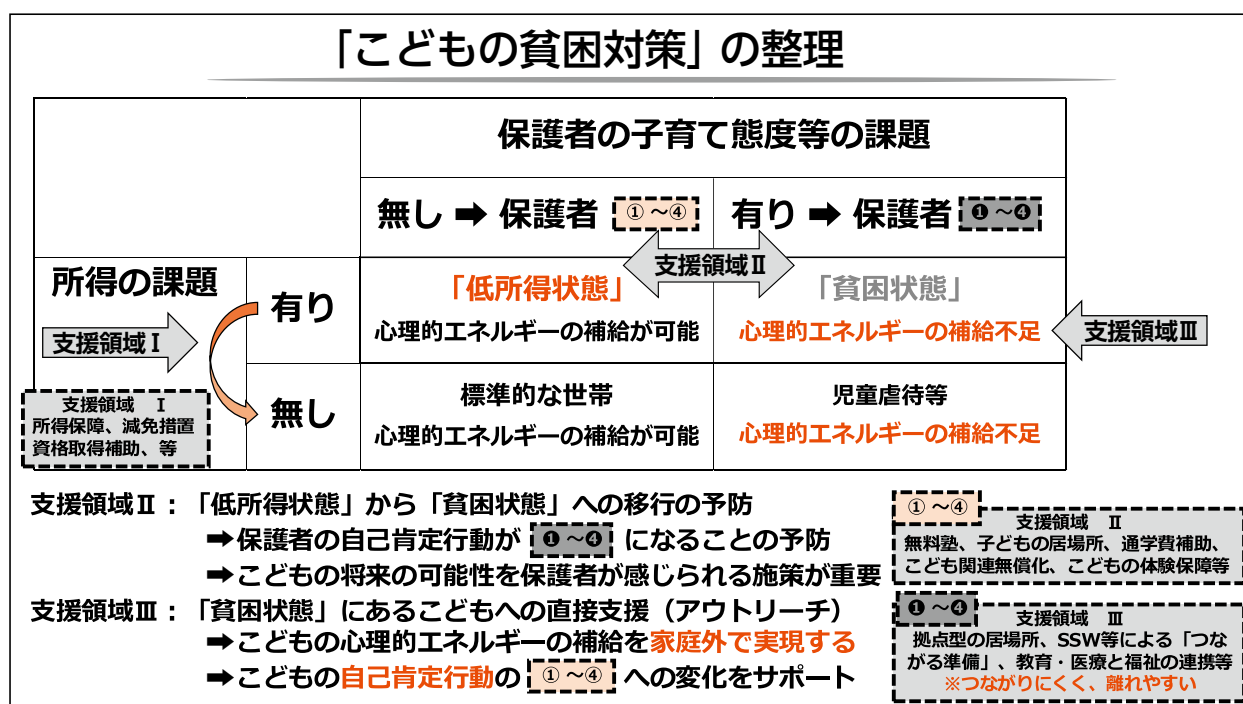 「こどもの貧困対策」の整理
保護者の子育て態度等の課題
無し ➡ 保護者 ①～④
有り ➡ 保護者 ❶～❹
支援領域Ⅱ
所得の課題
有り
「低所得状態」
心理的エネルギーの補給が可能
「貧困状態」
心理的エネルギーの補給不足
支援領域Ⅰ
支援領域Ⅲ
無し
標準的な世帯
心理的エネルギーの補給が可能
児童虐待等
心理的エネルギーの補給不足
支援領域　Ⅰ
所得保障、減免措置
資格取得補助、等
支援領域Ⅱ：「低所得状態」から「貧困状態」への移行の予防
➡保護者の自己肯定行動が ❶～❹ になることの予防
➡こどもの将来の可能性を保護者が感じられる施策が重要
支援領域Ⅲ：「貧困状態」にあるこどもへの直接支援（アウトリーチ）
➡こどもの心理的エネルギーの補給を家庭外で実現する
➡こどもの自己肯定行動の ①～④ への変化をサポート
①～④
支援領域　Ⅱ
無料塾、子どもの居場所、通学費補助、
こども関連無償化、こどもの体験保障等
❶～❹
支援領域　Ⅲ
拠点型の居場所、SSW等による「つな
がる準備」、教育・医療と福祉の連携等
※つながりにくく、離れやすい